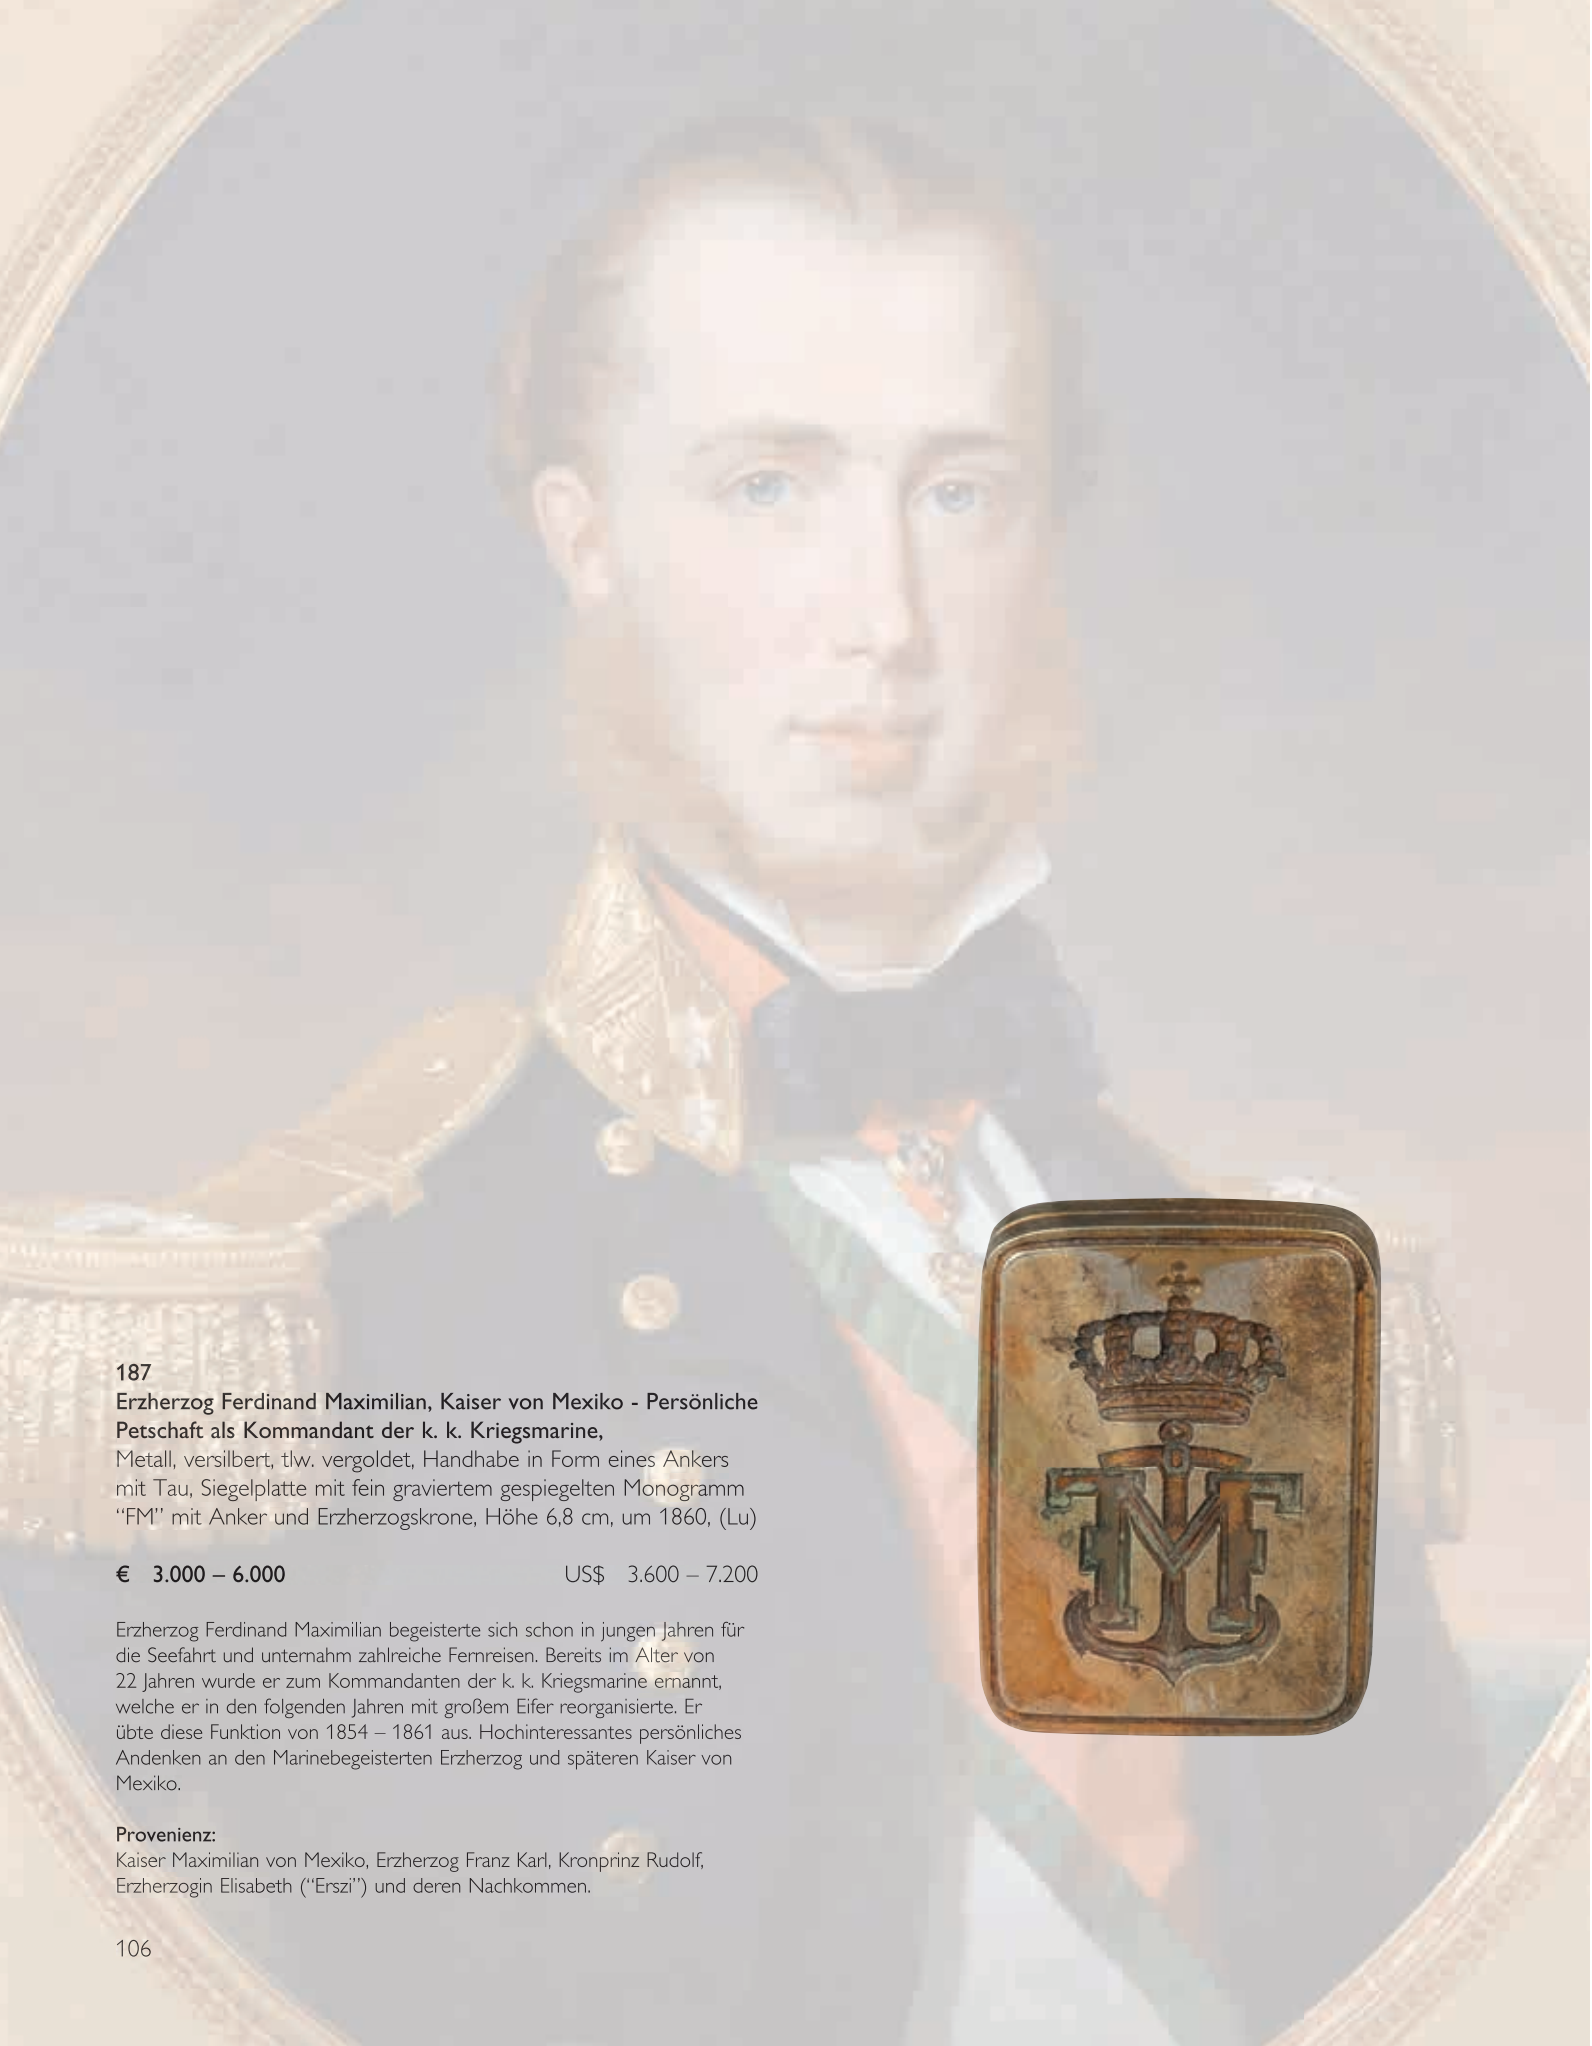 187
Erzherzog Ferdinand Maximilian, Kaiser von Mexiko - Persönliche
Petschaft als Kommandant der k. k. Kriegsmarine,
Metall, versilbert, tlw. vergoldet, Handhabe in Form eines Ankers
mit Tau, Siegelplatte mit fein graviertem gespiegelten Monogramm
“FM” mit Anker und Erzherzogskrone, Höhe 6,8 cm, um 1860, (Lu)
€ 3.000 – 6.000 US$ 3.600 – 7.200
Erzherzog Ferdinand Maximilian begeisterte sich schon in jungen Jahren für
die Seefahrt und unternahm zahlreiche Fernreisen. Bereits im Alter von
22 Jahren wurde er zum Kommandanten der k. k. Kriegsmarine ernannt,
welche er in den folgenden Jahren mit großem Eifer reorganisierte. Er
übte diese Funktion von 1854 – 1861 aus. Hochinteressantes persönliches
Andenken an den Marinebegeisterten Erzherzog und späteren Kaiser von
Mexiko.
Provenienz:
Kaiser Maximilian von Mexiko, Erzherzog Franz Karl, Kronprinz Rudolf,
Erzherzogin Elisabeth (“Erszi”) und deren Nachkommen.
106
FMF